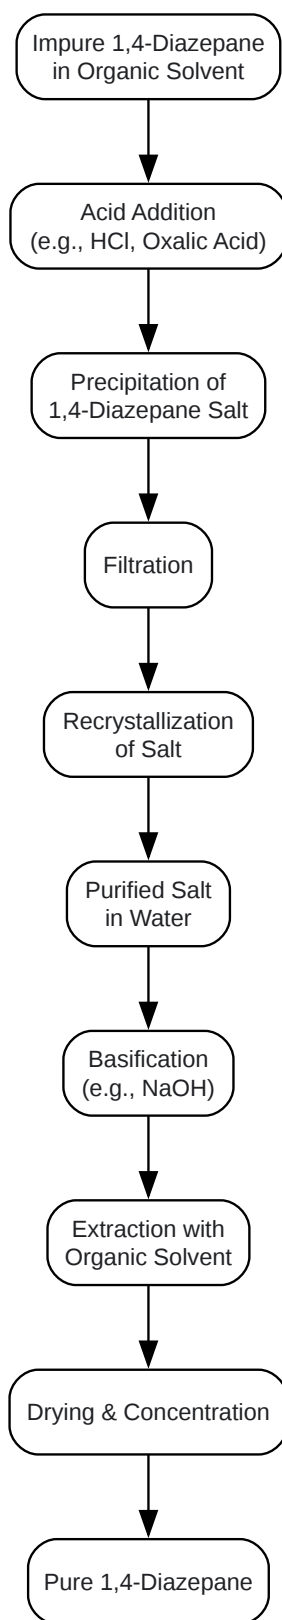 Impure 1,4-Diazepane
in Organic Solvent
Acid Addition
(e.g., HCl, Oxalic Acid)
Precipitation of
1,4-Diazepane Salt
Filtration
Recrystallization
of Salt
Purified Salt
in Water
Basification
(e.g., NaOH)
Extraction with
Organic Solvent
Drying & Concentration
Pure 1,4-Diazepane